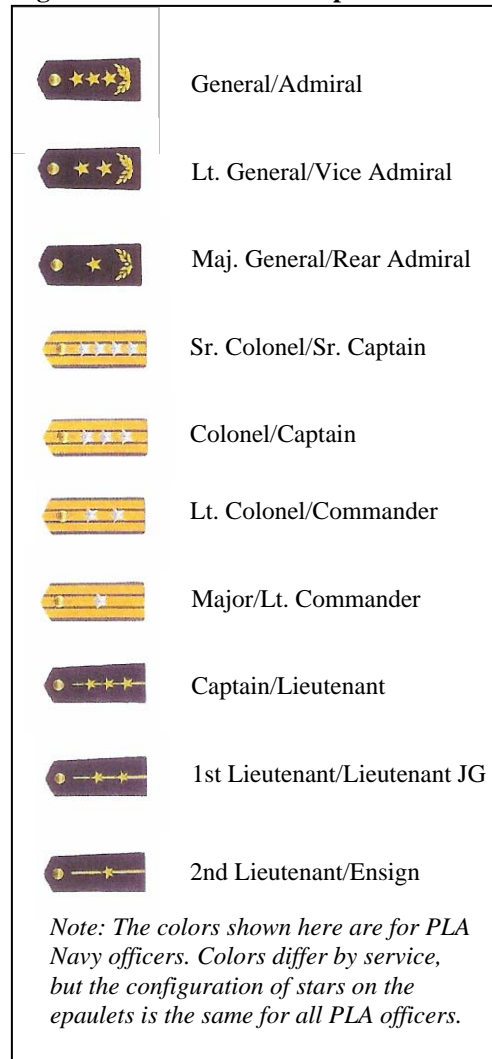 General/Admiral
Lt. General/Vice Admiral
Maj. General/Rear Admiral
Sr. Colonel/Sr. Captain
Colonel/Captain
Lt. Colonel/Commander
Major/Lt. Commander
Captain/Lieutenant
1st Lieutenant/Lieutenant JG
2nd Lieutenant/Ensign
Note: The colors shown here are for PLA
Navy officers. Colors differ by service,
but the configuration of stars on the
epaulets is the same for all PLA officers.